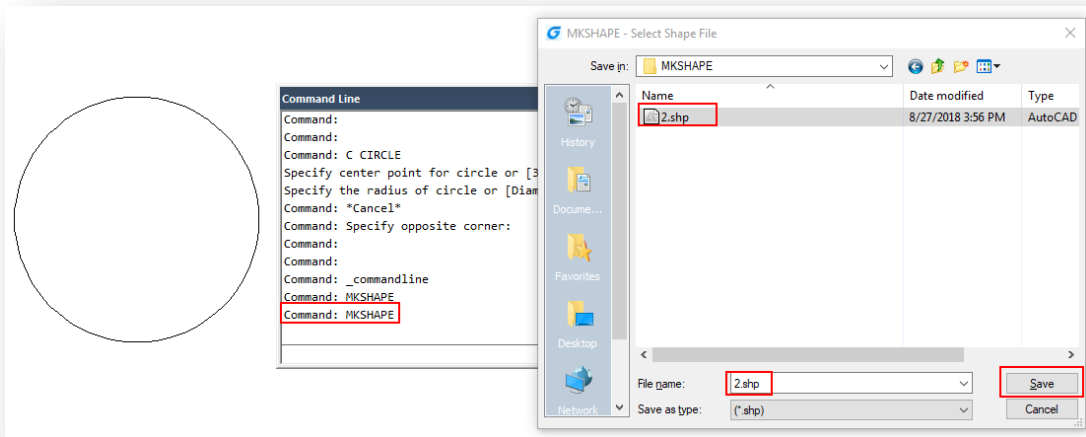 Command Line
Command:
Command:
Command: C CIRCLE
Specify center point for circle or [3
Specify the radius of circle or [Diam
Command: *Cancel*
Command: Specify opposite corner:
Command:
Command:
Command: _commandline
Command: MKSHAPE
Command: MKSHAPE
MKSHAPE - Select Shape File
Save in: MKSHAPE
Name Date modified Type
2.shp 8/27/2018 3:56 PM AutoCAD
History
Docume...
Favorites
Desktop
Network
File name: 2.shp Save
Save as type: (*.shp) Cancel